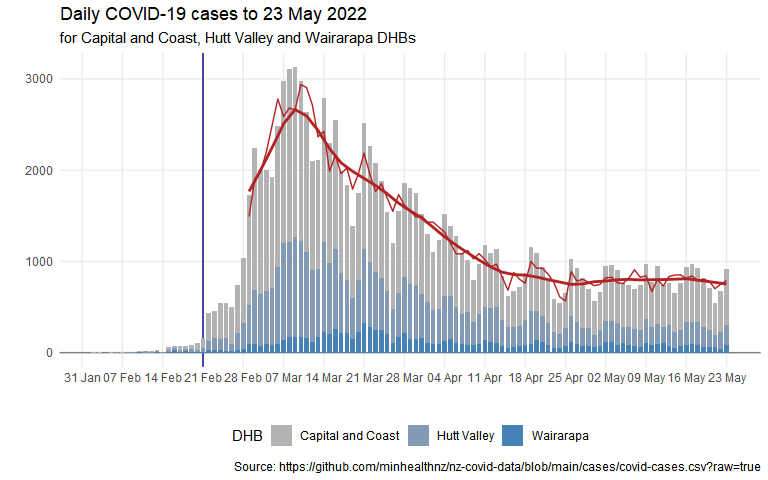 Daily COVID-19 cases to 23 May 2022
for Capital and Coast, Hutt Valley and Wairarapa DHBs
3000
2000
1000
0
31 Jan 07 Feb 14 Feb 21 Feb 28 Feb 07 Mar 14 Mar 21 Mar 28 Mar 04 Apr 11 Apr 18 Apr 25 Apr 02 May 09 May 16 May 23 May
DHB Capital and Coast Hutt Valley Wairarapa
Source: https://github.com/minhealthnz/nz-covid-data/blob/main/cases/covid-cases.csv?raw=true